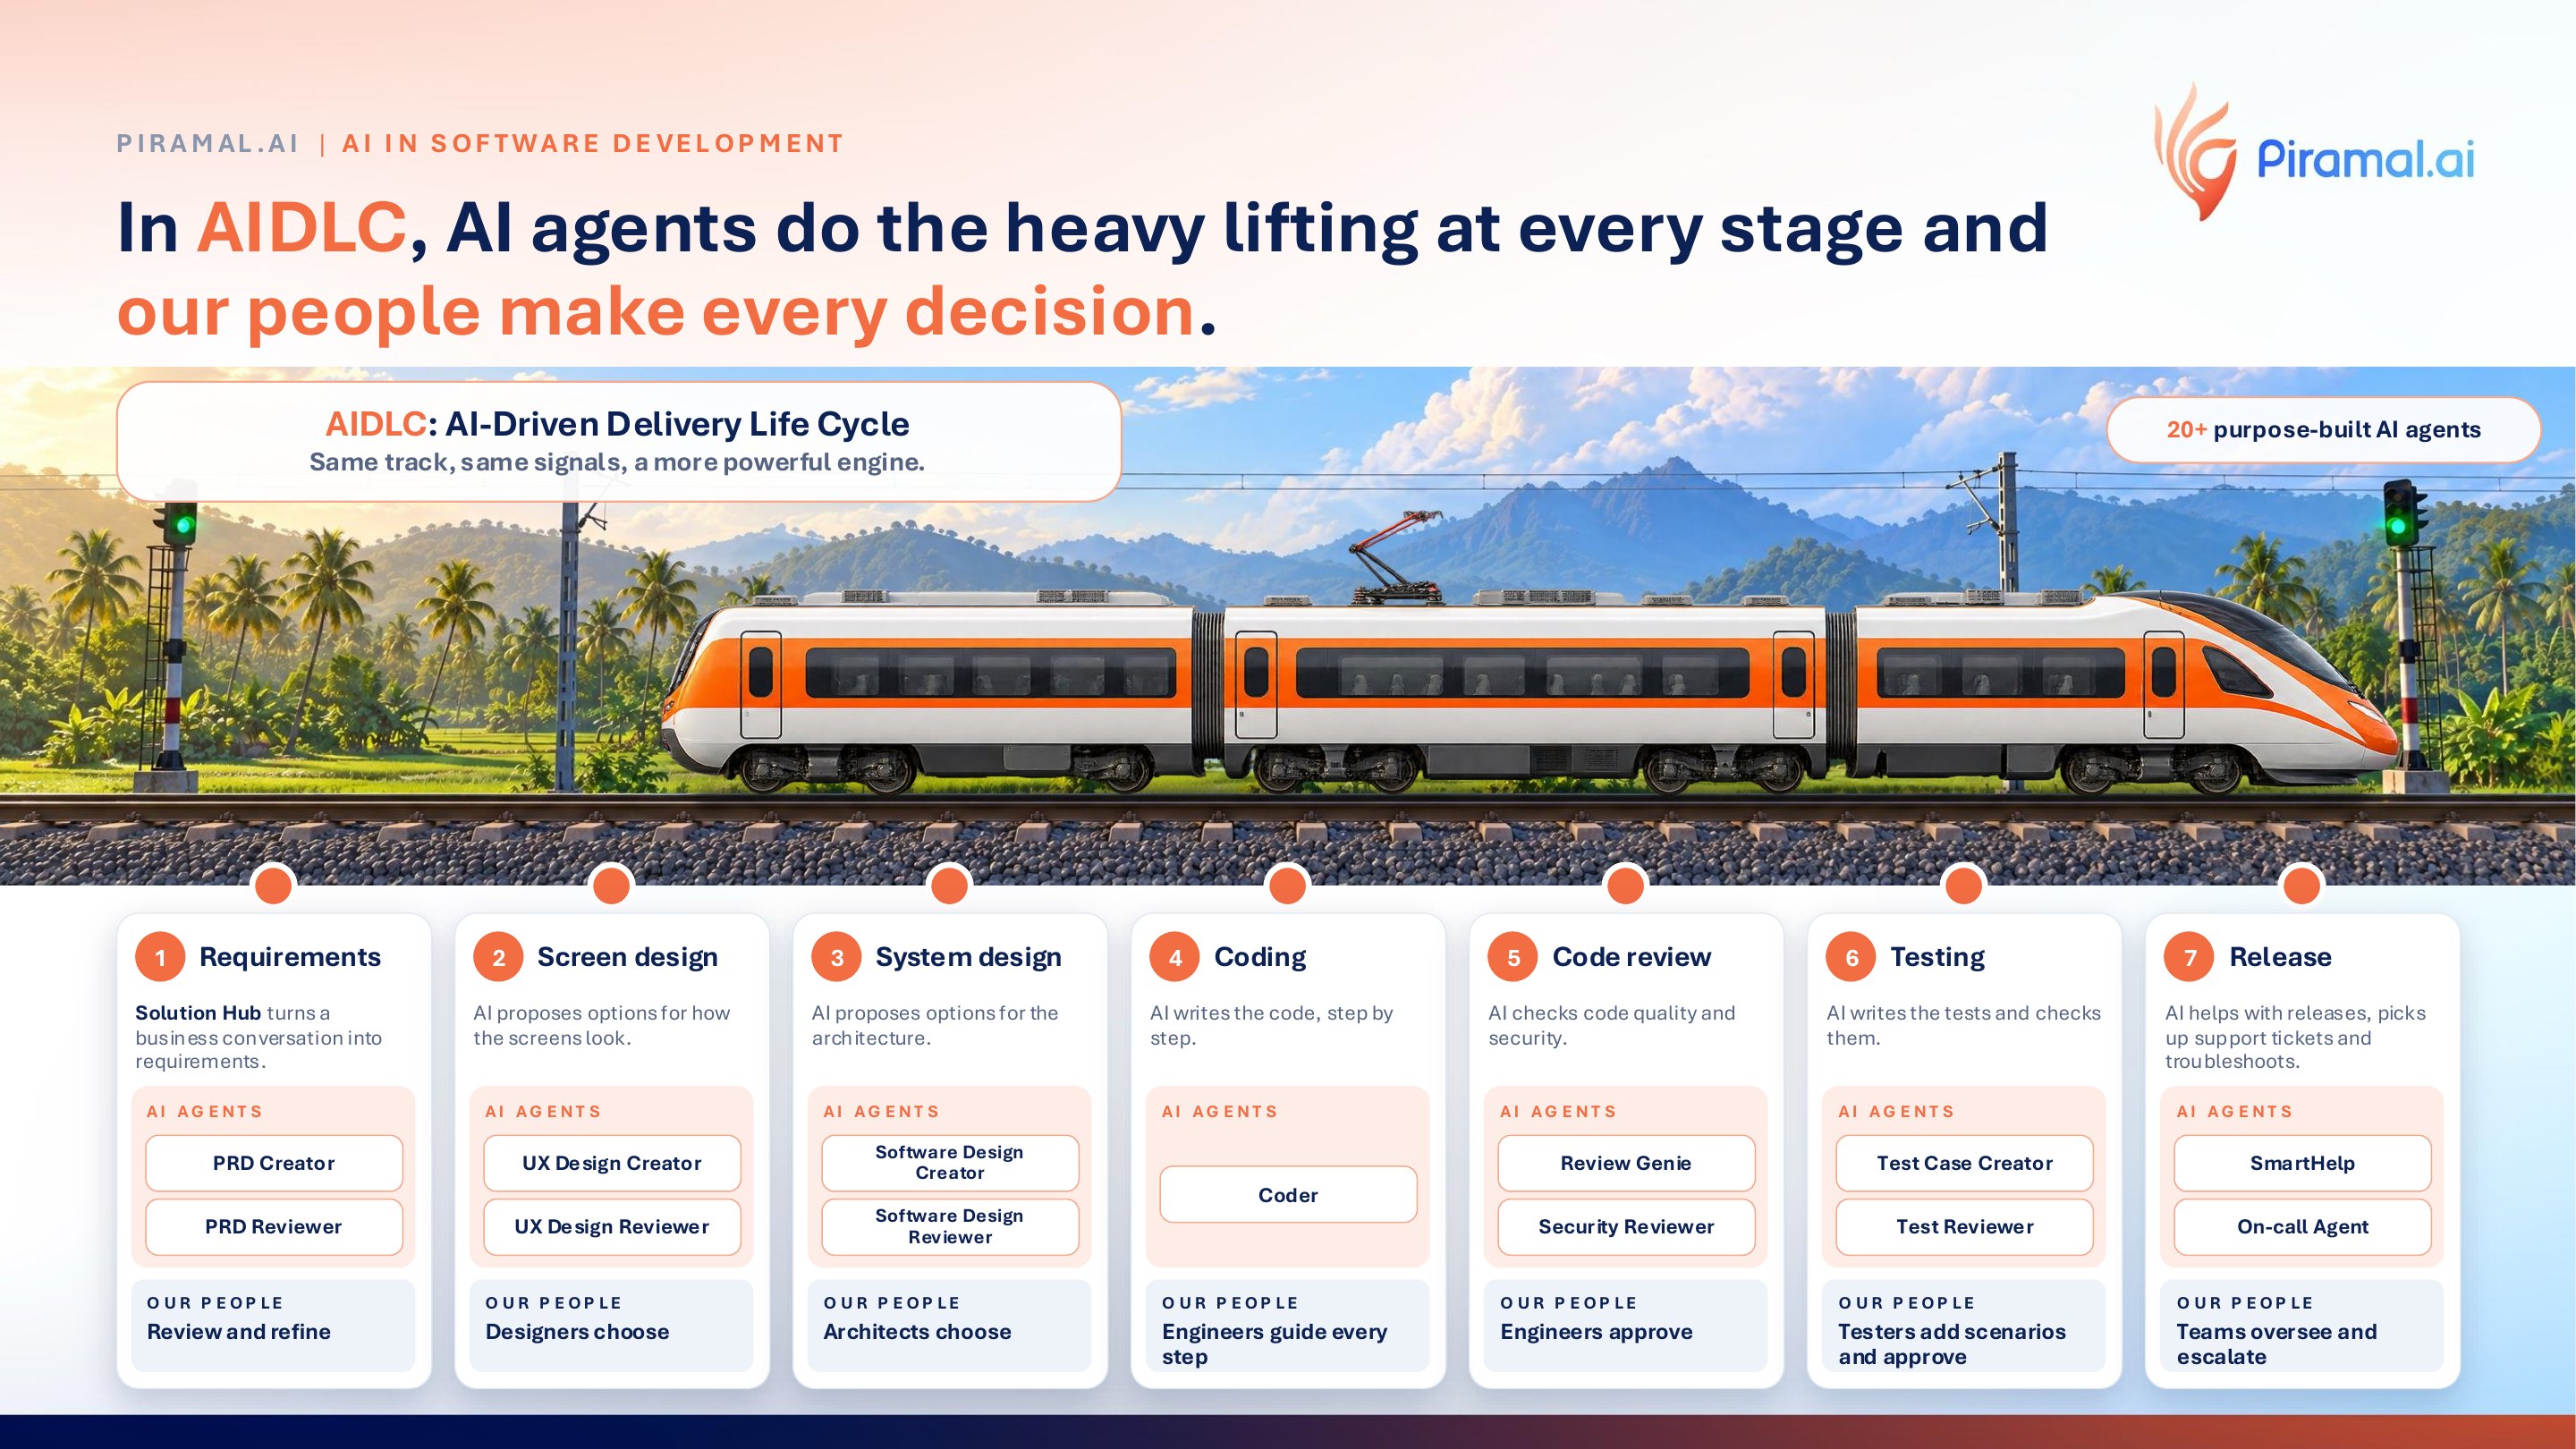 PIRAMAL.AI | AI IN SOFTWARE DEVELOPMENT
Piramal.ai
In AIDLC, AI agents do the heavy lifting at every stage and
our people make every decision.
AIDLC: AI-Driven Delivery Life Cycle
Same track, same signals, a more powerful engine.
20+ purpose-built AI agents
1 Requirements
Solution Hub turns a
business conversation into
requirements.
AI AGENTS
PRD Creator
PRD Reviewer
OUR PEOPLE
Review and refine
2 Screen design
AI proposes options for how
the screens look.
AI AGENTS
UX Design Creator
UX Design Reviewer
OUR PEOPLE
Designers choose
3 System design
AI proposes options for the
architecture.
AI AGENTS
Software Design
Creator
Software Design
Reviewer
OUR PEOPLE
Architects choose
4 Coding
AI writes the code, step by
step.
AI AGENTS
Coder
OUR PEOPLE
Engineers guide every
step
5 Code review
AI checks code quality and
security.
AI AGENTS
Review Genie
Security Reviewer
OUR PEOPLE
Engineers approve
6 Testing
AI writes the tests and checks
them.
AI AGENTS
Test Case Creator
Test Reviewer
OUR PEOPLE
Testers add scenarios
and approve
7 Release
AI helps with releases, picks
up support tickets and
troubleshoots.
AI AGENTS
SmartHelp
On-call Agent
OUR PEOPLE
Teams oversee and
escalate